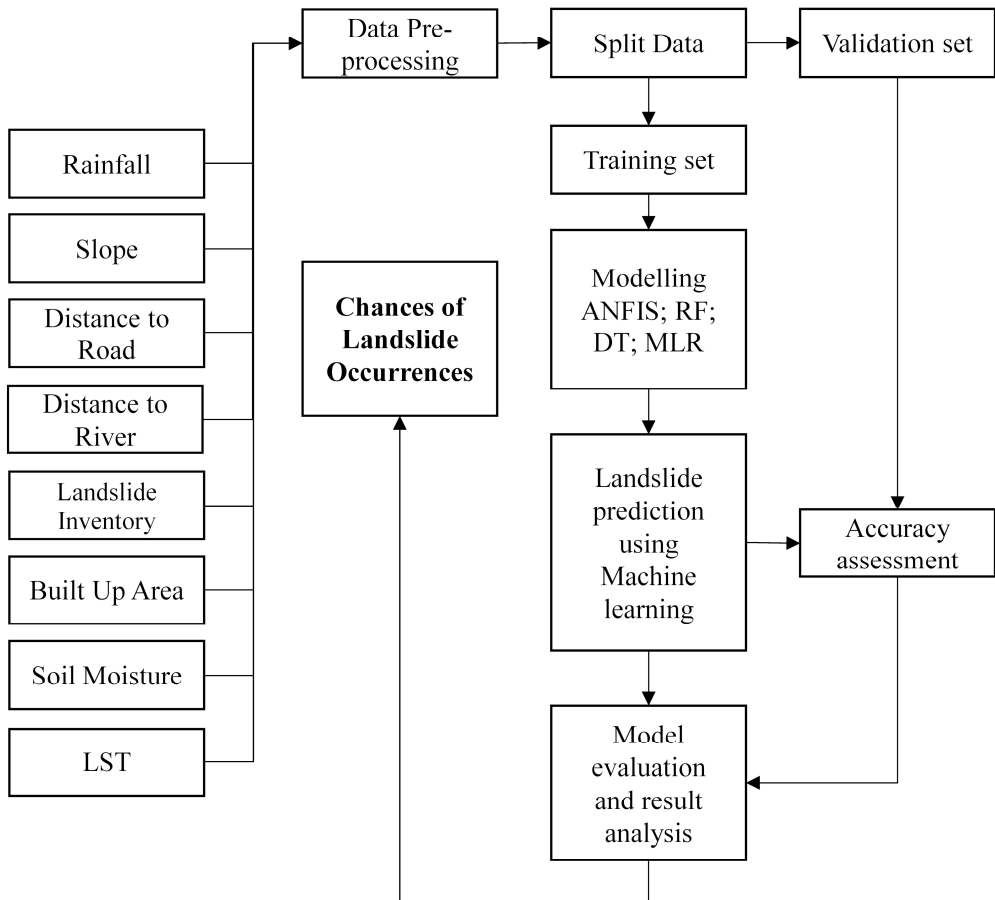 Data Pre-
processing
Split Data
Validation set
Rainfall
Slope
Distance to
Road
Distance to
River
Landslide
Inventory
Built Up Area
Soil Moisture
LST
Chances of
Landslide
Occurrences
Training set
Modelling
ANFIS; RF;
DT; MLR
Landslide
prediction
using
Machine
learning
Accuracy
assessment
Model
evaluation
and result
analysis